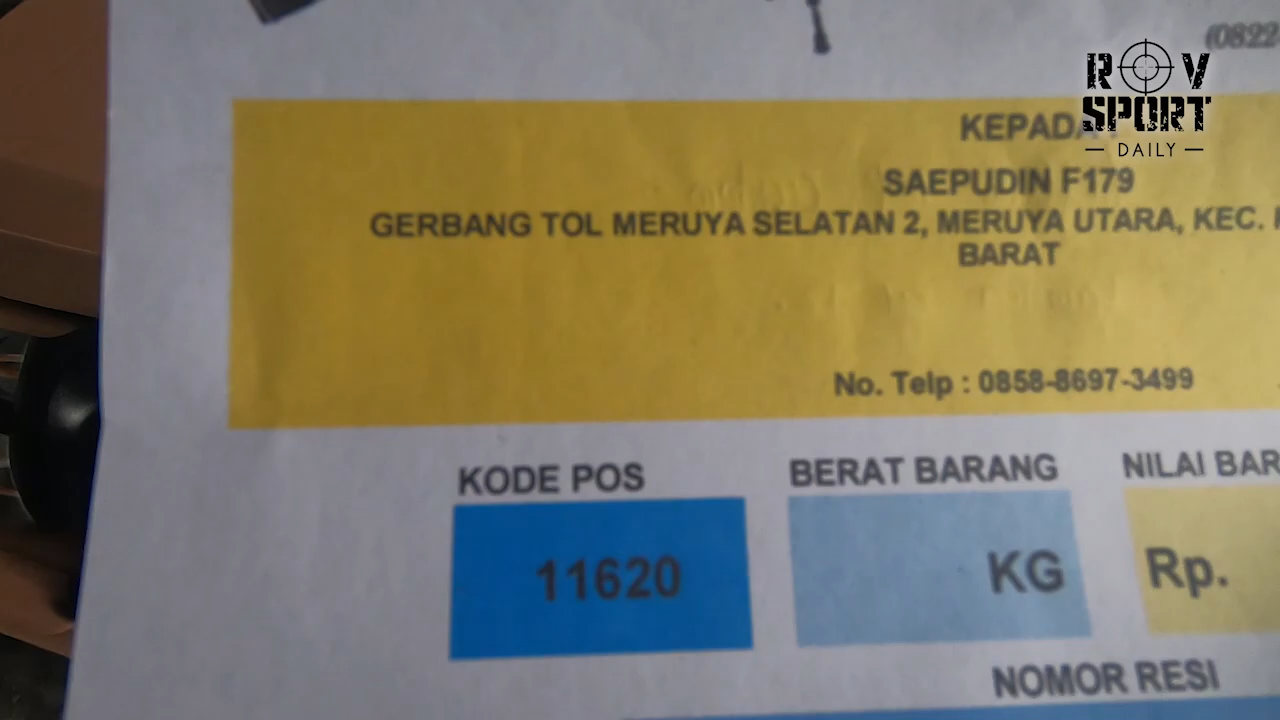 (0822
R V
SPORT
DAILY
KEPADA
SAEPUDIN F179
GERBANG TOL MERUYA SELATAN 2, MERUYA UTARA, KEC.
BARAT
No. Telp : 0858-8697-3499
KODE POS
BERAT BARANG
NILAI BAR
11620
KG
Rp.
NOMOR RESI